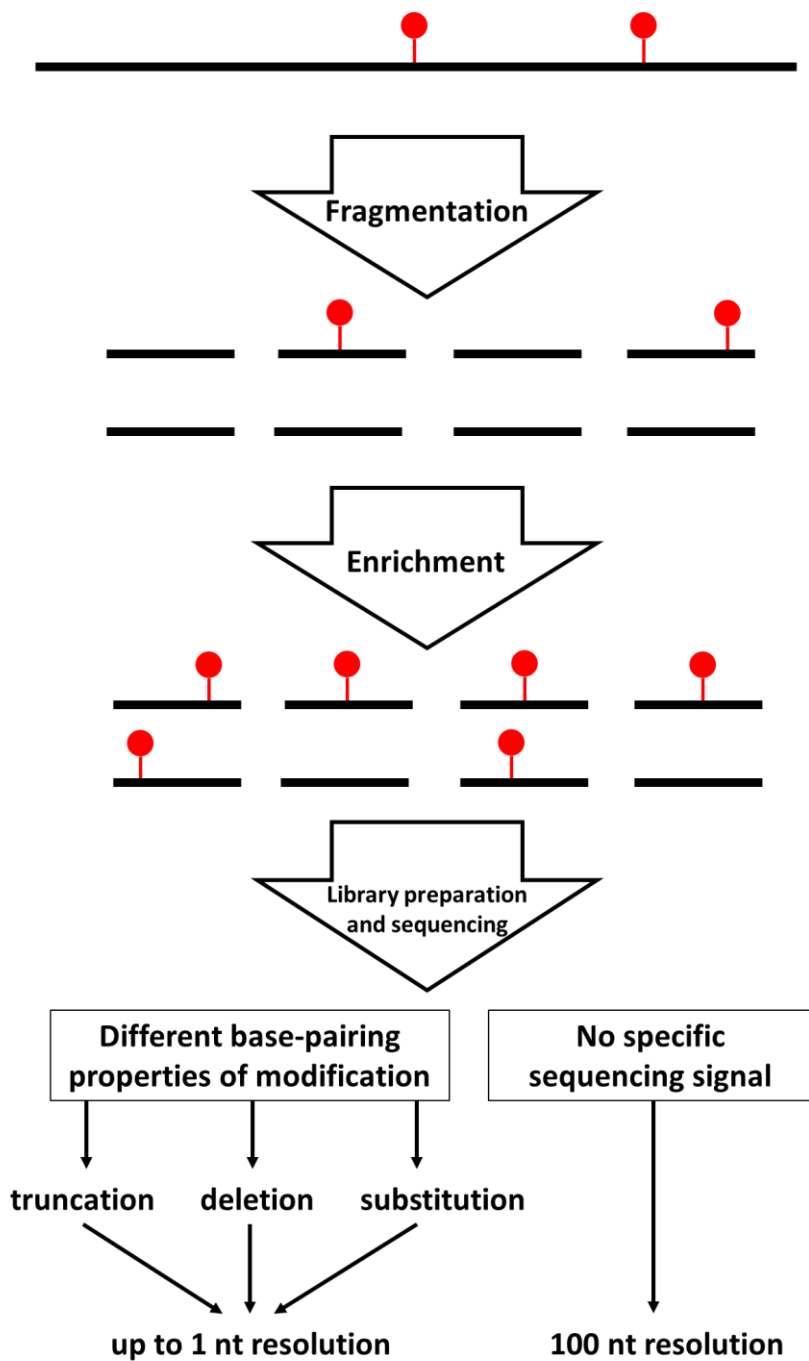 Fragmentation
Enrichment
Library preparation
and sequencing
Different base-pairing
properties of modification
No specific
sequencing signal
truncation
deletion
substitution
up to 1 nt resolution
100 nt resolution